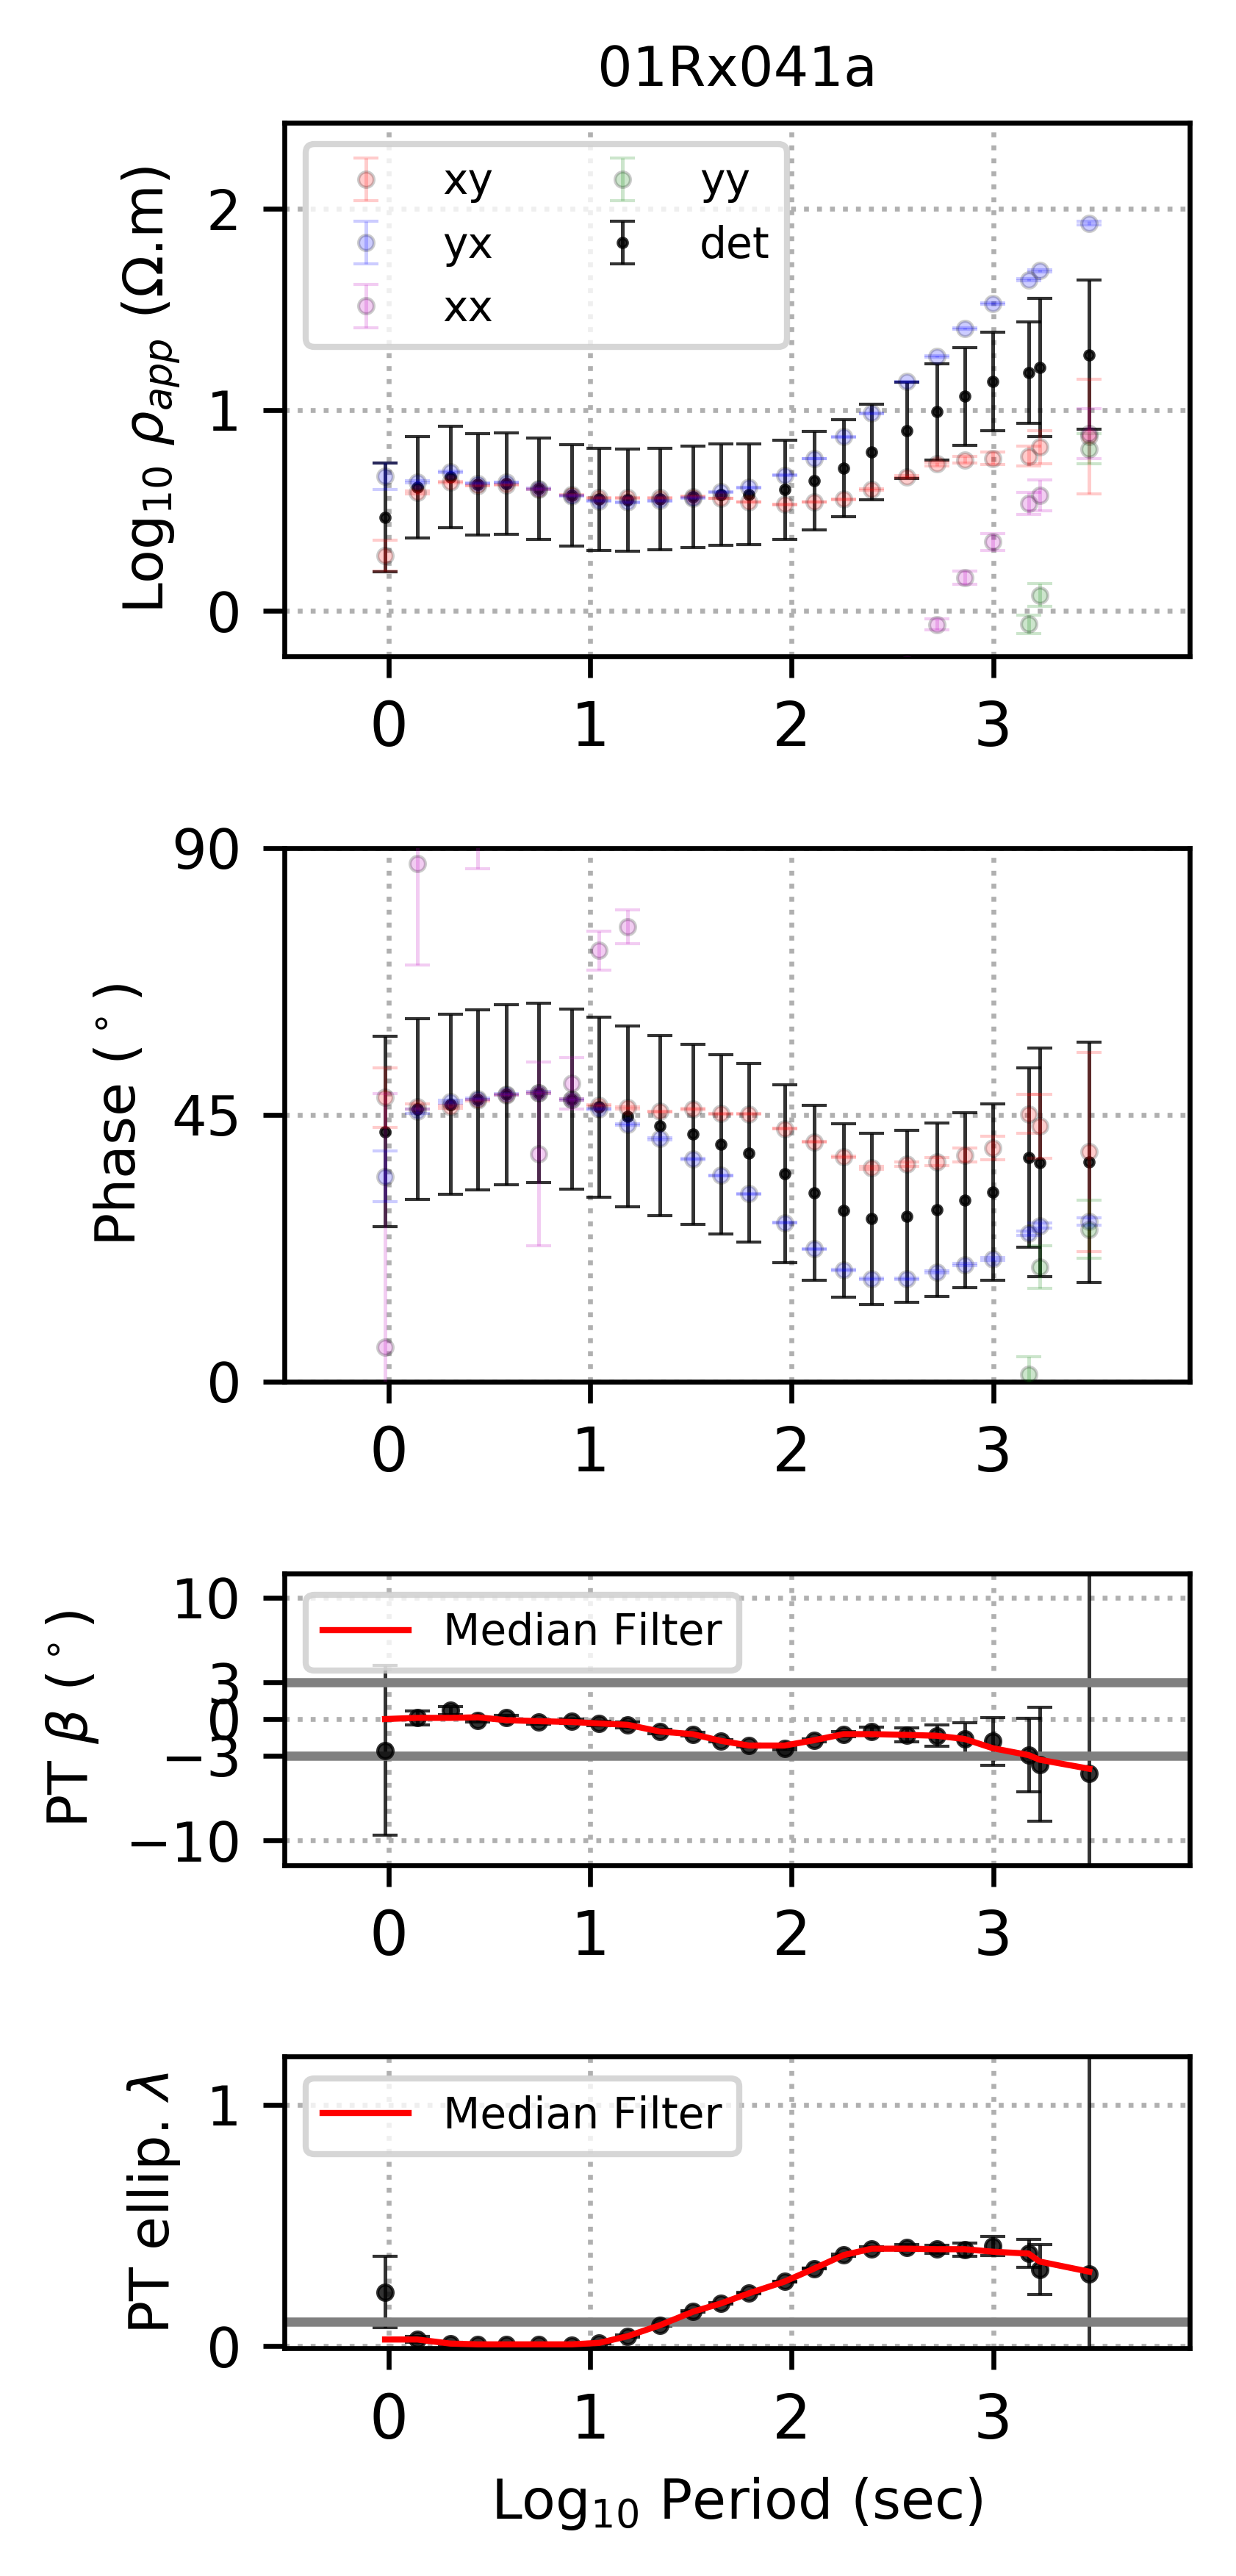 01Rx041a
Log₁₀ ρₐₚₚ (Ω.m)
2
1
0
xy
yx
xx
yy
det
0 1 2 3
Phase (°)
90
45
0
0 1 2 3
PT β (°)
10
3
0
−3
−10
Median Filter
0 1 2 3
PT ellip. λ
1
0
Median Filter
0 1 2 3
Log₁₀ Period (sec)